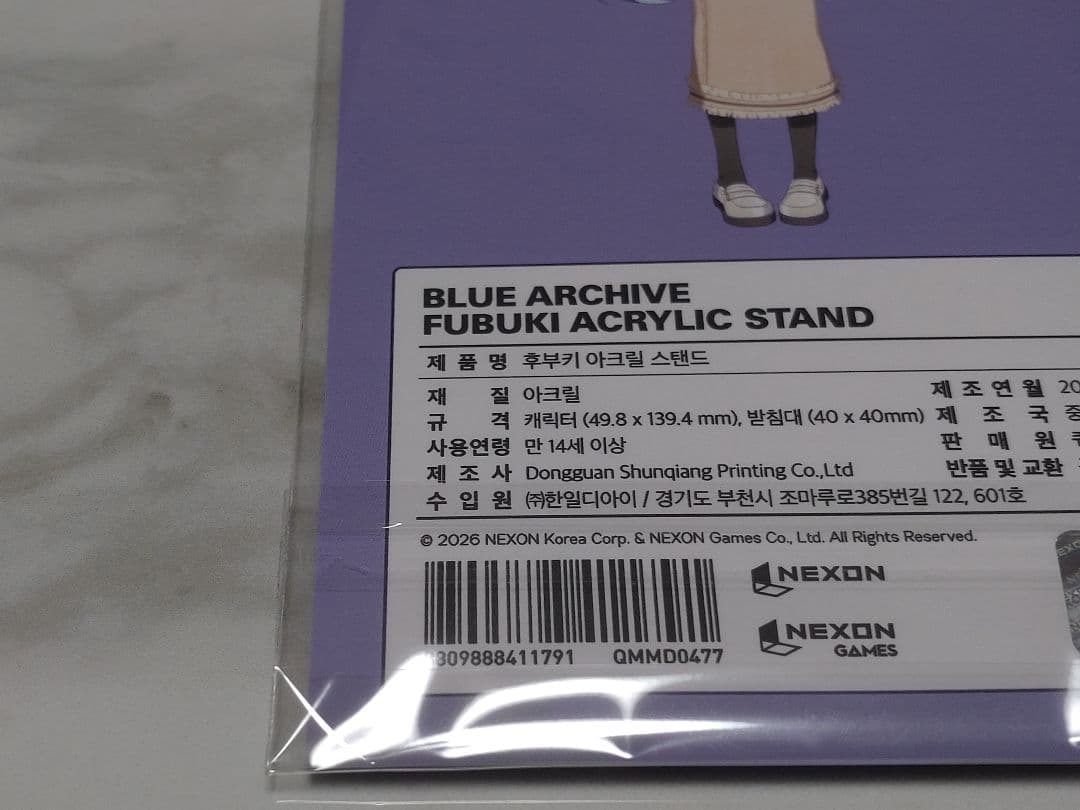 BLUE ARCHIVE
FUBUKI ACRYLIC STAND
제 품 명 후부키 아크릴 스탠드
재 질 아크릴
제 조 연 월 20
규 격 캐릭터 (49.8 x 139.4 mm), 받침대 (40 x 40mm)
제 조 국 중
사용연령 만 14세 이상
판 매 원
제 조 사 Dongguan Shunqiang Printing Co.,Ltd
반품 및 교환
수 입 원 ㈜한일디아이 / 경기도 부천시 조마루로385번길 122, 601호
© 2026 NEXON Korea Corp. & NEXON Games Co., Ltd. All Rights Reserved.
NEXON
NEXON
GAMES
809888411791 QMMD0477